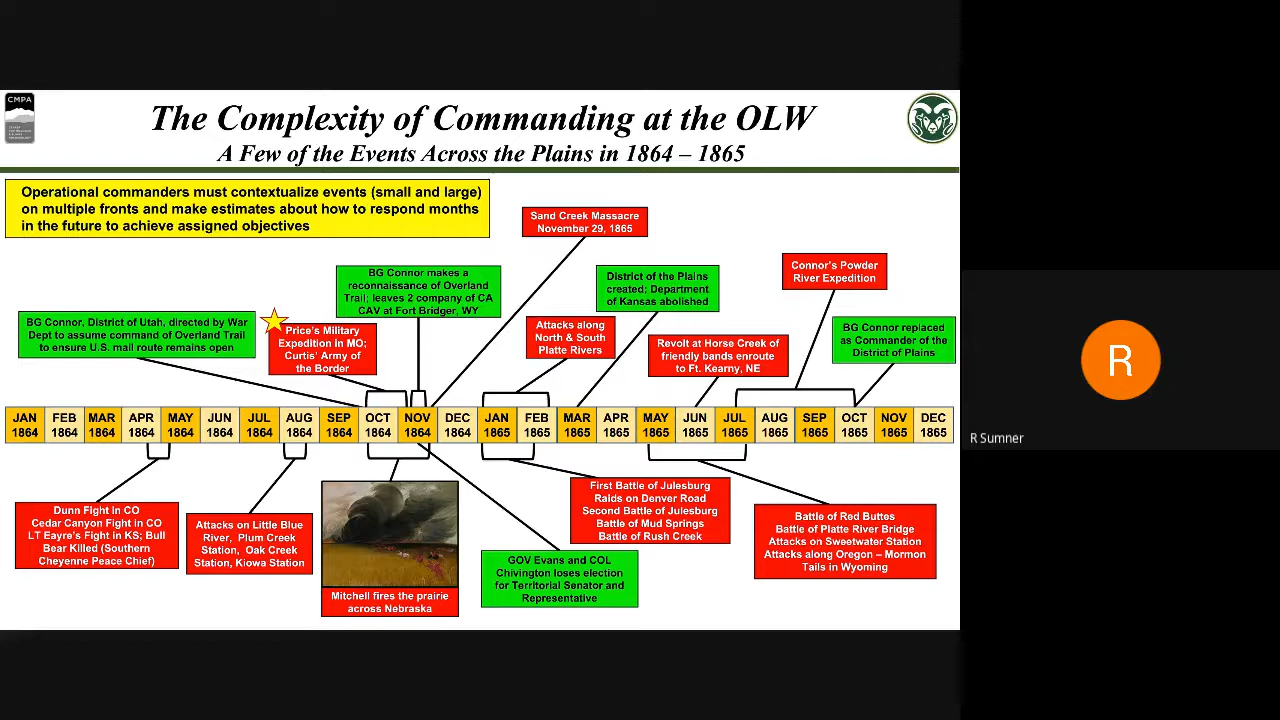 CMPA
The Complexity of Commanding at the OLW
A Few of the Events Across the Plains in 1864 – 1865
Operational commanders must contextualize events (small and large)
on multiple fronts and make estimates about how to respond months
in the future to achieve assigned objectives
Sand Creek Massacre
November 29, 1865
BG Connor makes a
reconnaissance of Overland
Trail; leaves 2 company of CA
CAV at Fort Bridger, WY
District of the Plains
created; Department
of Kansas abolished
Connor's Powder
River Expedition
BG Connor, District of Utah, directed by War
Dept to assume command of Overland Trail
to ensure U.S. mail route remains open
Price's Military
Expedition in MO;
Curtis' Army of
the Border
Attacks along
North & South
Platte Rivers
Revolt at Horse Creek of
friendly bands enroute
to Ft. Kearny, NE
BG Connor replaced
as Commander of the
District of Plains
JAN FEB MAR APR MAY JUN JUL AUG SEP OCT NOV DEC JAN FEB MAR APR MAY JUN JUL AUG SEP OCT NOV DEC
1864 1864 1864 1864 1864 1864 1864 1864 1864 1864 1864 1864 1865 1865 1865 1865 1865 1865 1865 1865 1865 1865 1865 1865
Dunn Fight in CO
Cedar Canyon Fight in CO
LT Eayre's Fight in KS; Bull
Bear Killed (Southern
Cheyenne Peace Chief)
Attacks on Little Blue
River, Plum Creek
Station, Oak Creek
Station, Kiowa Station
Mitchell fires the prairie
across Nebraska
GOV Evans and COL
Chivington loses election
for Territorial Senator and
Representative
First Battle of Julesburg
Raids on Denver Road
Second Battle of Julesburg
Battle of Mud Springs
Battle of Rush Creek
Battle of Red Buttes
Battle of Platte River Bridge
Attacks on Sweetwater Station
Attacks along Oregon – Mormon
Tails in Wyoming
R
R Sumner